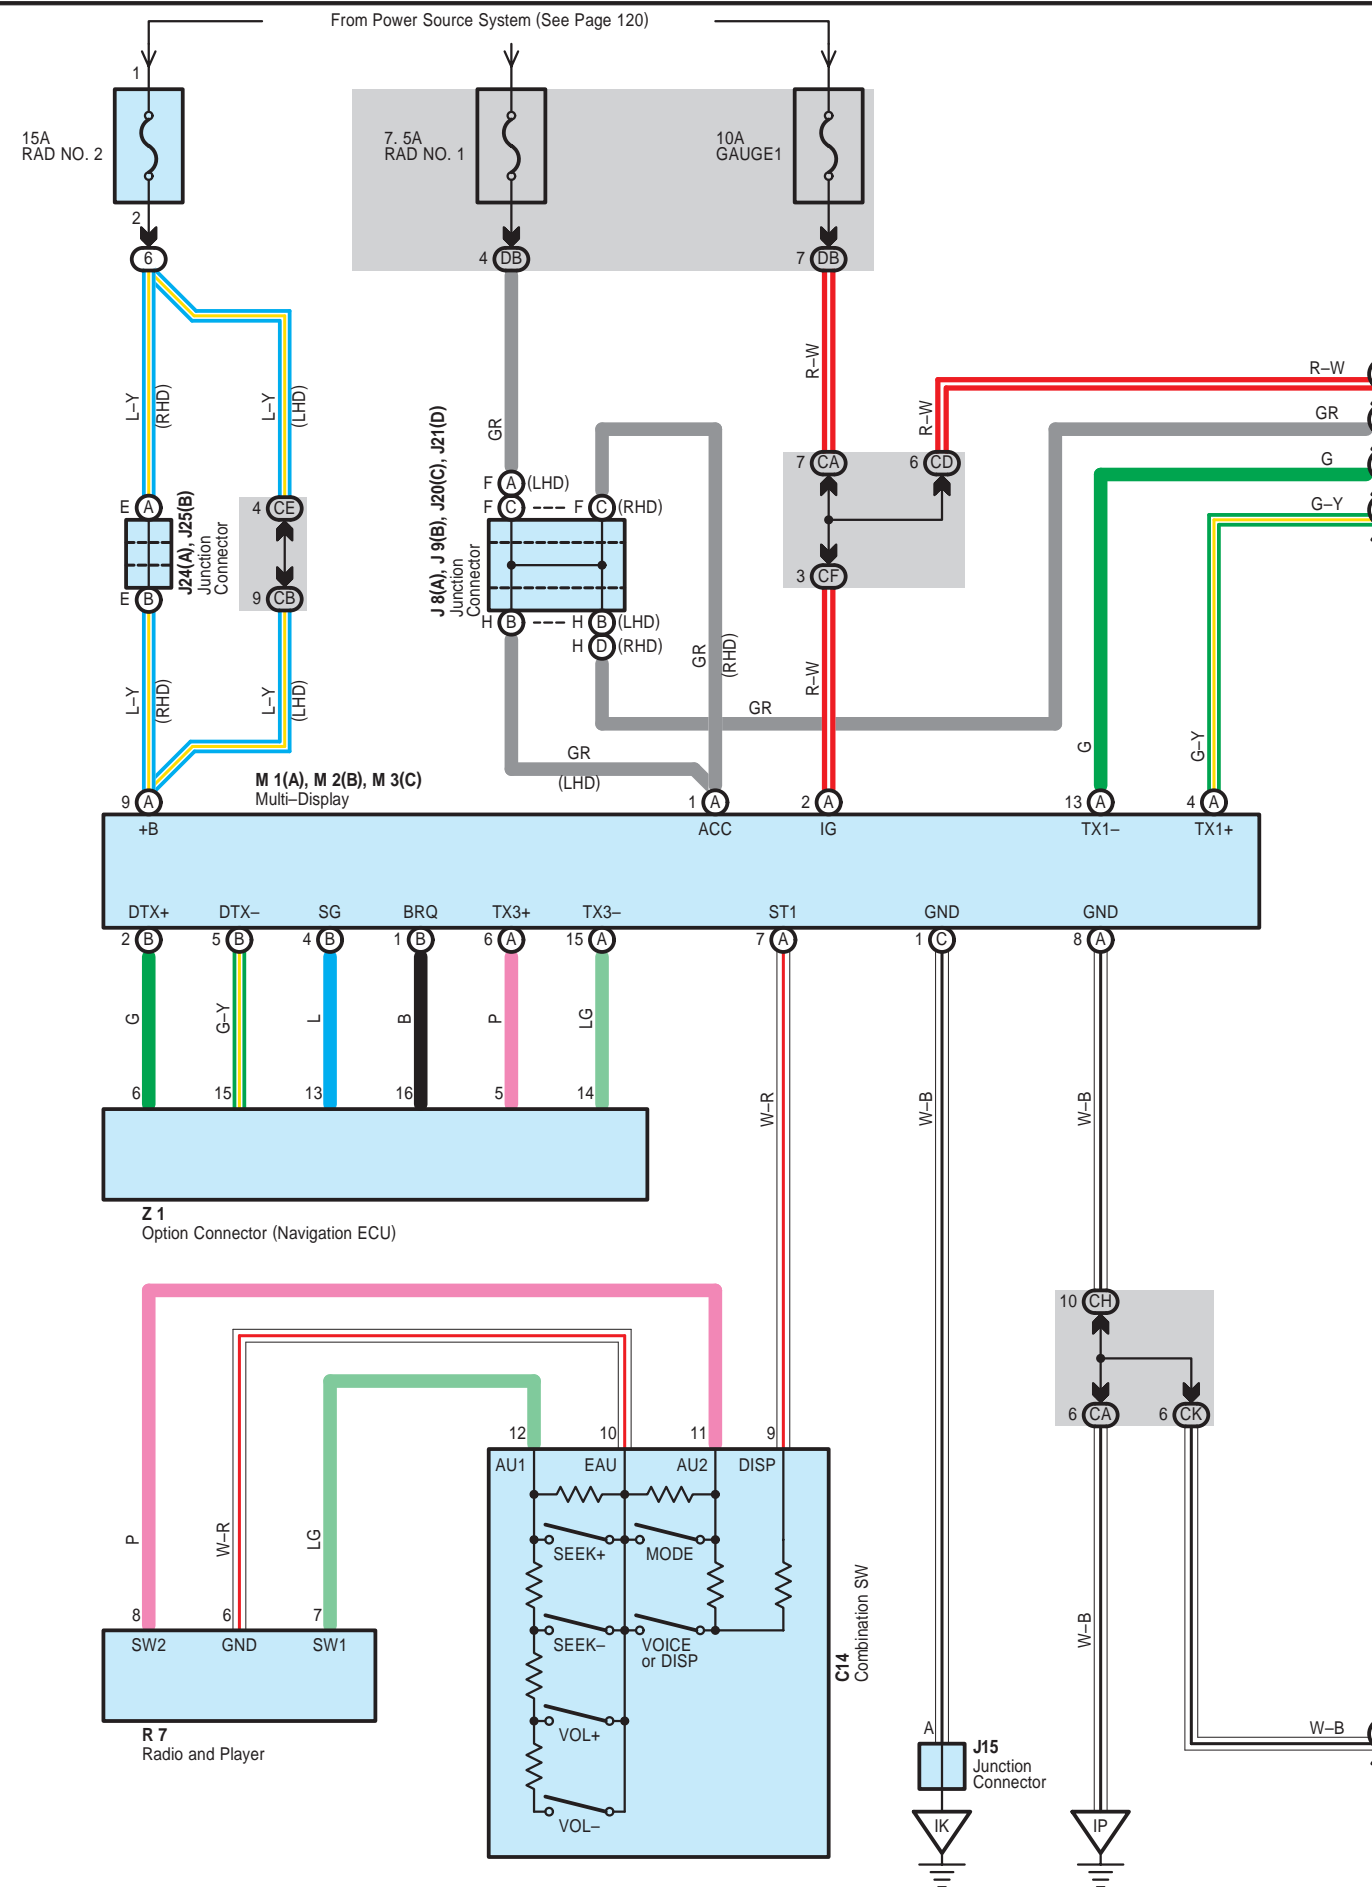 From Power Source System (See Page 120)
1
15A
RAD NO. 2
7. 5A
RAD NO. 1
10A
GAUGE1
2
6
4 DB
7 DB
L–Y
(RHD)
L–Y
(LHD)
GR
R–W
R–W
R–W
GR
G
G–Y
E A
J24(A), J25(B)
Junction
Connector
E B
4 CE
9 CB
J 8(A), J 9(B), J20(C), J21(D)
Junction
Connector
F A (LHD)
F C
F C (RHD)
H B
H B (LHD)
H D (RHD)
7 CA
6 CD
3 CF
L–Y
(RHD)
L–Y
(LHD)
GR
(RHD)
R–W
GR
GR
(LHD)
G
G–Y
M 1(A), M 2(B), M 3(C)
Multi–Display
9 A
1 A
2 A
13 A
4 A
+B
ACC
IG
TX1–
TX1+
DTX+
DTX–
SG
BRQ
TX3+
TX3–
ST1
GND
GND
2 B
5 B
4 B
1 B
6 A
15 A
7 A
1 C
8 A
G
G–Y
L
B
P
LG
W–R
W–B
W–B
6
15
13
16
5
14
Z 1
Option Connector (Navigation ECU)
10 CH
6 CA
6 CK
12
10
11
9
AU1
EAU
AU2
DISP
SEEK+
MODE
SEEK–
VOICE
or DISP
VOL+
VOL–
C14
Combination SW
P
W–R
LG
8
6
7
SW2
GND
SW1
R 7
Radio and Player
W–B
W–B
A
J15
Junction
Connector
IK
IP